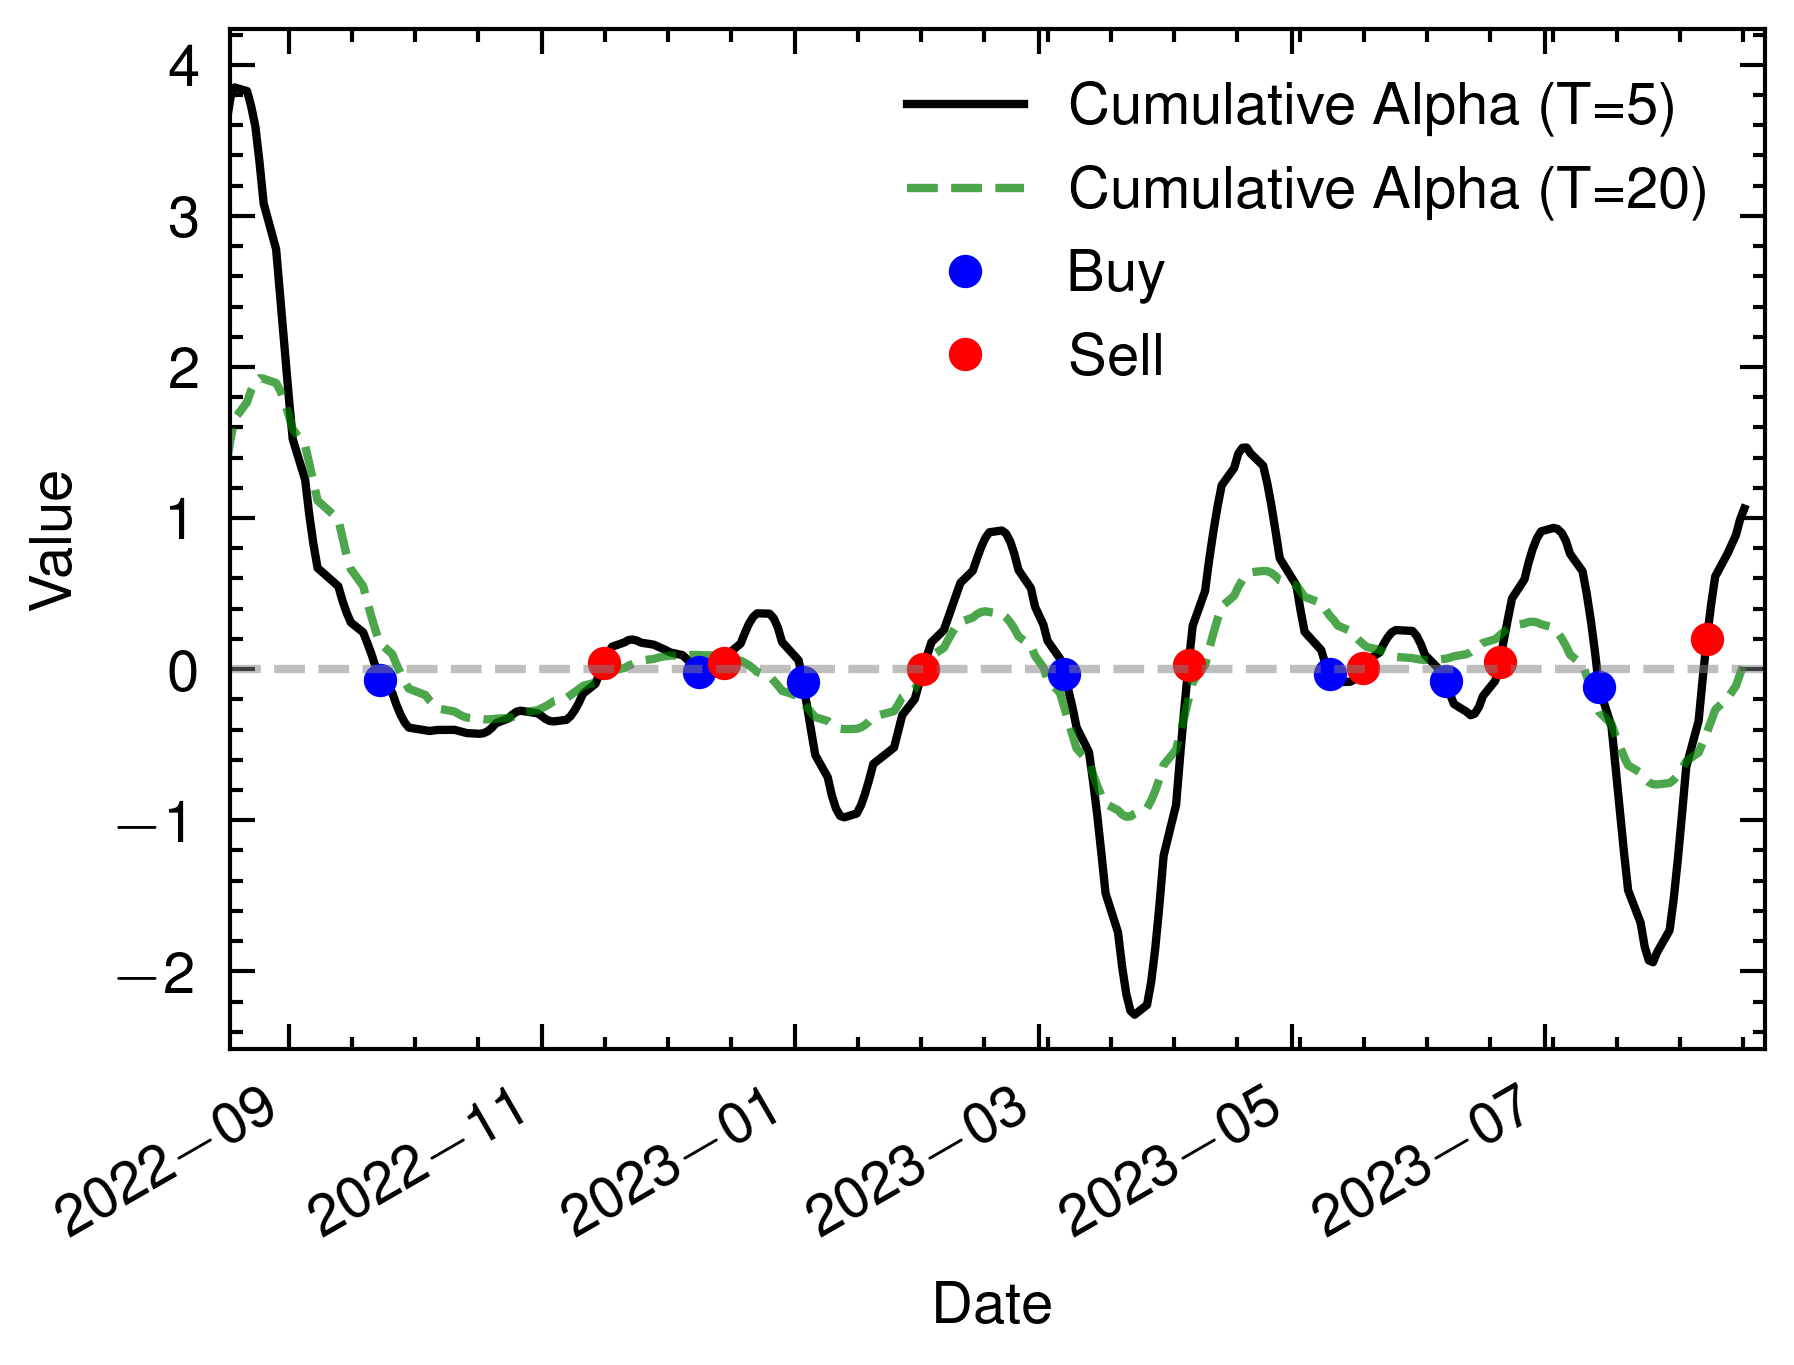 Cumulative Alpha (T=5)
Cumulative Alpha (T=20)
Buy
Sell
Value
4
3
2
1
0
−1
−2
2022−09
2022−11
2023−01
2023−03
2023−05
2023−07
Date